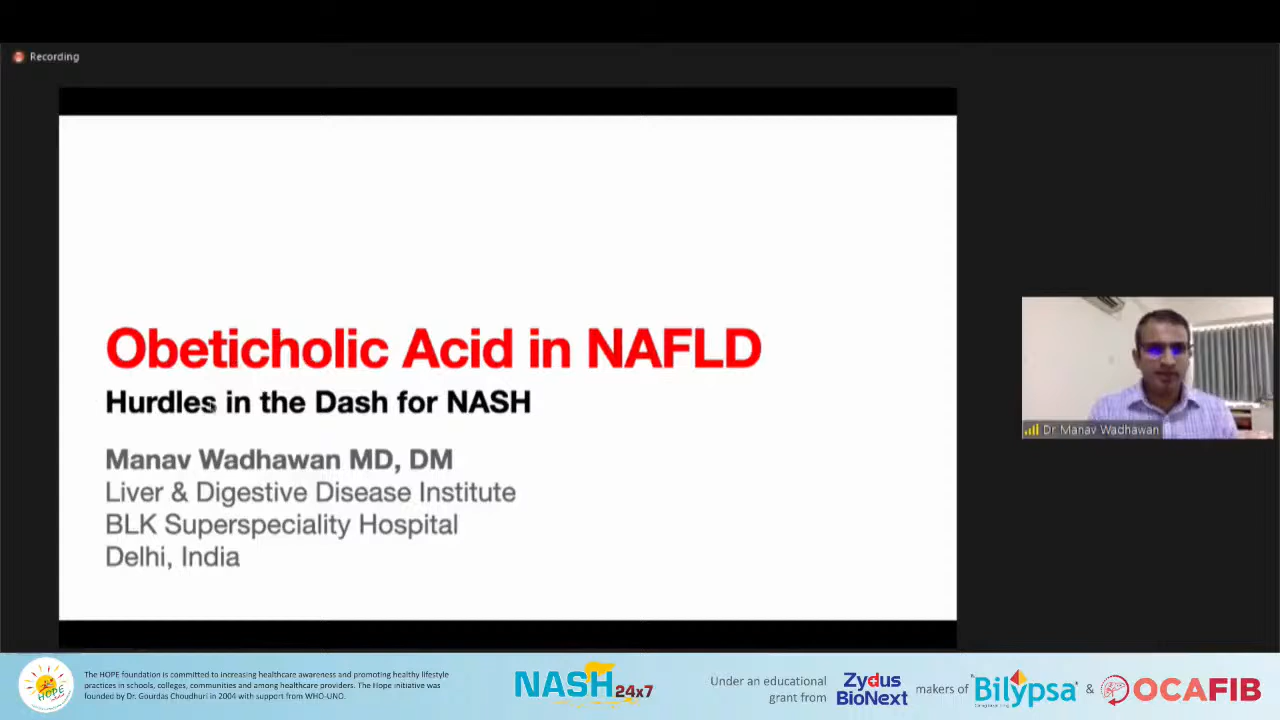 Recording
Obeticholic Acid in NAFLD
Hurdles in the Dash for NASH
Manav Wadhawan MD, DM
Liver & Digestive Disease Institute
BLK Superspeciality Hospital
Delhi, India
Dr Manav Wadhawan
HOPE
The HOPE foundation is committed to increasing healthcare awareness and promoting healthy lifestyle
practices in schools, colleges, communities and among healthcare providers. The Hope initiative was
founded by Dr. Gourdas Choudhuri in 2004 with support from WHO-UNO.
NASH 24x7
Under an educational
grant from
Zydus
BioNext
makers of
Bilypsa
& OCAFIB